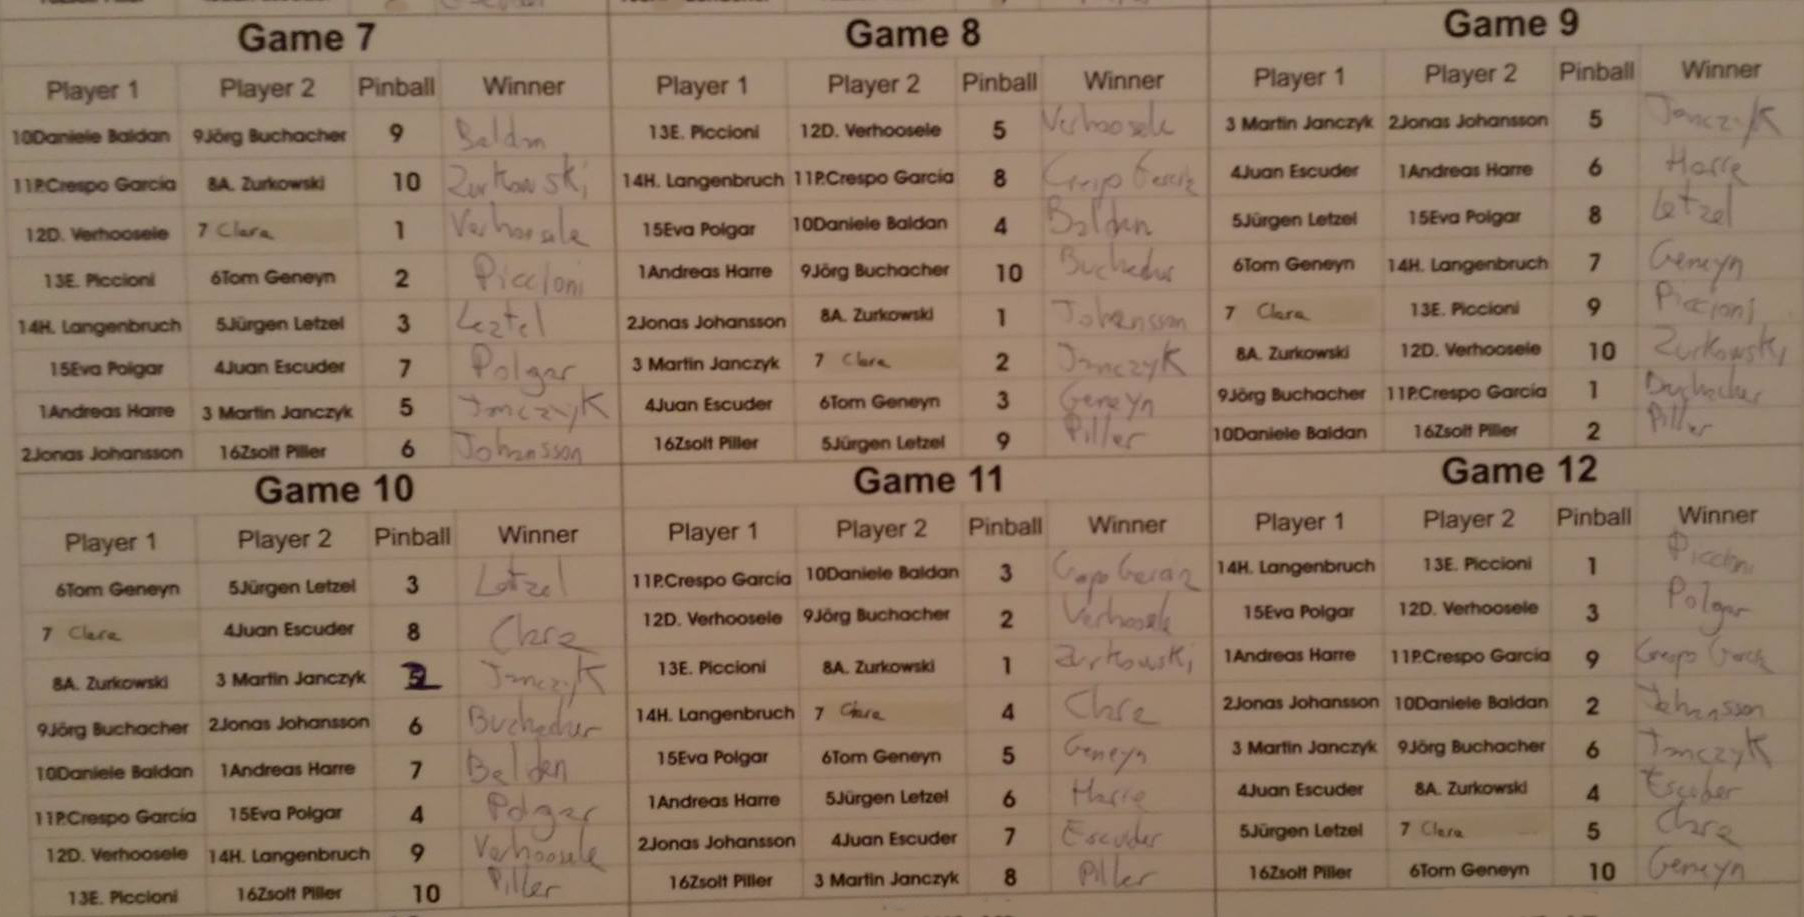 Game 7
Player 1 Player 2 Pinball Winner
10Daniele Baldan 9Jörg Buchacher 9 Baldan
11P.Crespo García 8A. Zurkowski 10 Zurkowski
12D. Verhoosele 7 Clara 1 Verhoosele
13E. Piccioni 6Tom Geneyn 2 Piccioni
14H. Langenbruch 5Jürgen Letzel 3 Leztel
15Eva Polgar 4Juan Escuder 7 Polgar
1Andreas Harre 3 Martin Janczyk 5 Janczyk
2Jonas Johansson 16Zsolt Piller 6 Johansson
Game 8
Player 1 Player 2 Pinball Winner
13E. Piccioni 12D. Verhoosele 5 Verhoosele
14H. Langenbruch 11P.Crespo García 8 Crespo Garcia
15Eva Polgar 10Daniele Baldan 4 Baldan
1Andreas Harre 9Jörg Buchacher 10
2Jonas Johansson 8A. Zurkowski 1 Johansson
3 Martin Janczyk 7 Clara 2 Janczyk
4Juan Escuder 6Tom Geneyn 3 Geneyn
16Zsolt Piller 5Jürgen Letzel 9 Piller
Game 9
Player 1 Player 2 Pinball Winner
3 Martin Janczyk 2Jonas Johansson 5 Janczyk
4Juan Escuder 1Andreas Harre 6 Harre
5Jürgen Letzel 15Eva Polgar 8 Letzel
6Tom Geneyn 14H. Langenbruch 7 Geneyn
7 Clara 13E. Piccioni 9 Piccioni
8A. Zurkowski 12D. Verhoosele 10 Zurkowski
9Jörg Buchacher 11P.Crespo García 1
10Daniele Baldan 16Zsolt Piller 2 Piller
Game 10
Player 1 Player 2 Pinball Winner
6Tom Geneyn 5Jürgen Letzel 3 Letzel
7 Clara 4Juan Escuder 8 Clara
8A. Zurkowski 3 Martin Janczyk Janczyk
9Jörg Buchacher 2Jonas Johansson 6
10Daniele Baldan 1Andreas Harre 7 Baldan
11P.Crespo García 15Eva Polgar 4 Polgar
12D. Verhoosele 14H. Langenbruch 9 Verhoosele
13E. Piccioni 16Zsolt Piller 10 Piller
Game 11
Player 1 Player 2 Pinball Winner
11P.Crespo García 10Daniele Baldan 3
12D. Verhoosele 9Jörg Buchacher 2 Verhoosele
13E. Piccioni 8A. Zurkowski 1 Zurkowski
14H. Langenbruch 7 Clara 4 Clara
15Eva Polgar 6Tom Geneyn 5 Geneyn
1Andreas Harre 5Jürgen Letzel 6 Harre
2Jonas Johansson 4Juan Escuder 7 Escuder
16Zsolt Piller 3 Martin Janczyk 8 Piller
Game 12
Player 1 Player 2 Pinball Winner
14H. Langenbruch 13E. Piccioni 1 Piccioni
15Eva Polgar 12D. Verhoosele 3 Polgar
1Andreas Harre 11P.Crespo García 9 Crespo Garcia
2Jonas Johansson 10Daniele Baldan 2 Johansson
3 Martin Janczyk 9Jörg Buchacher 6 Janczyk
4Juan Escuder 8A. Zurkowski 4 Escuder
5Jürgen Letzel 7 Clara 5 Clara
16Zsolt Piller 6Tom Geneyn 10 Geneyn